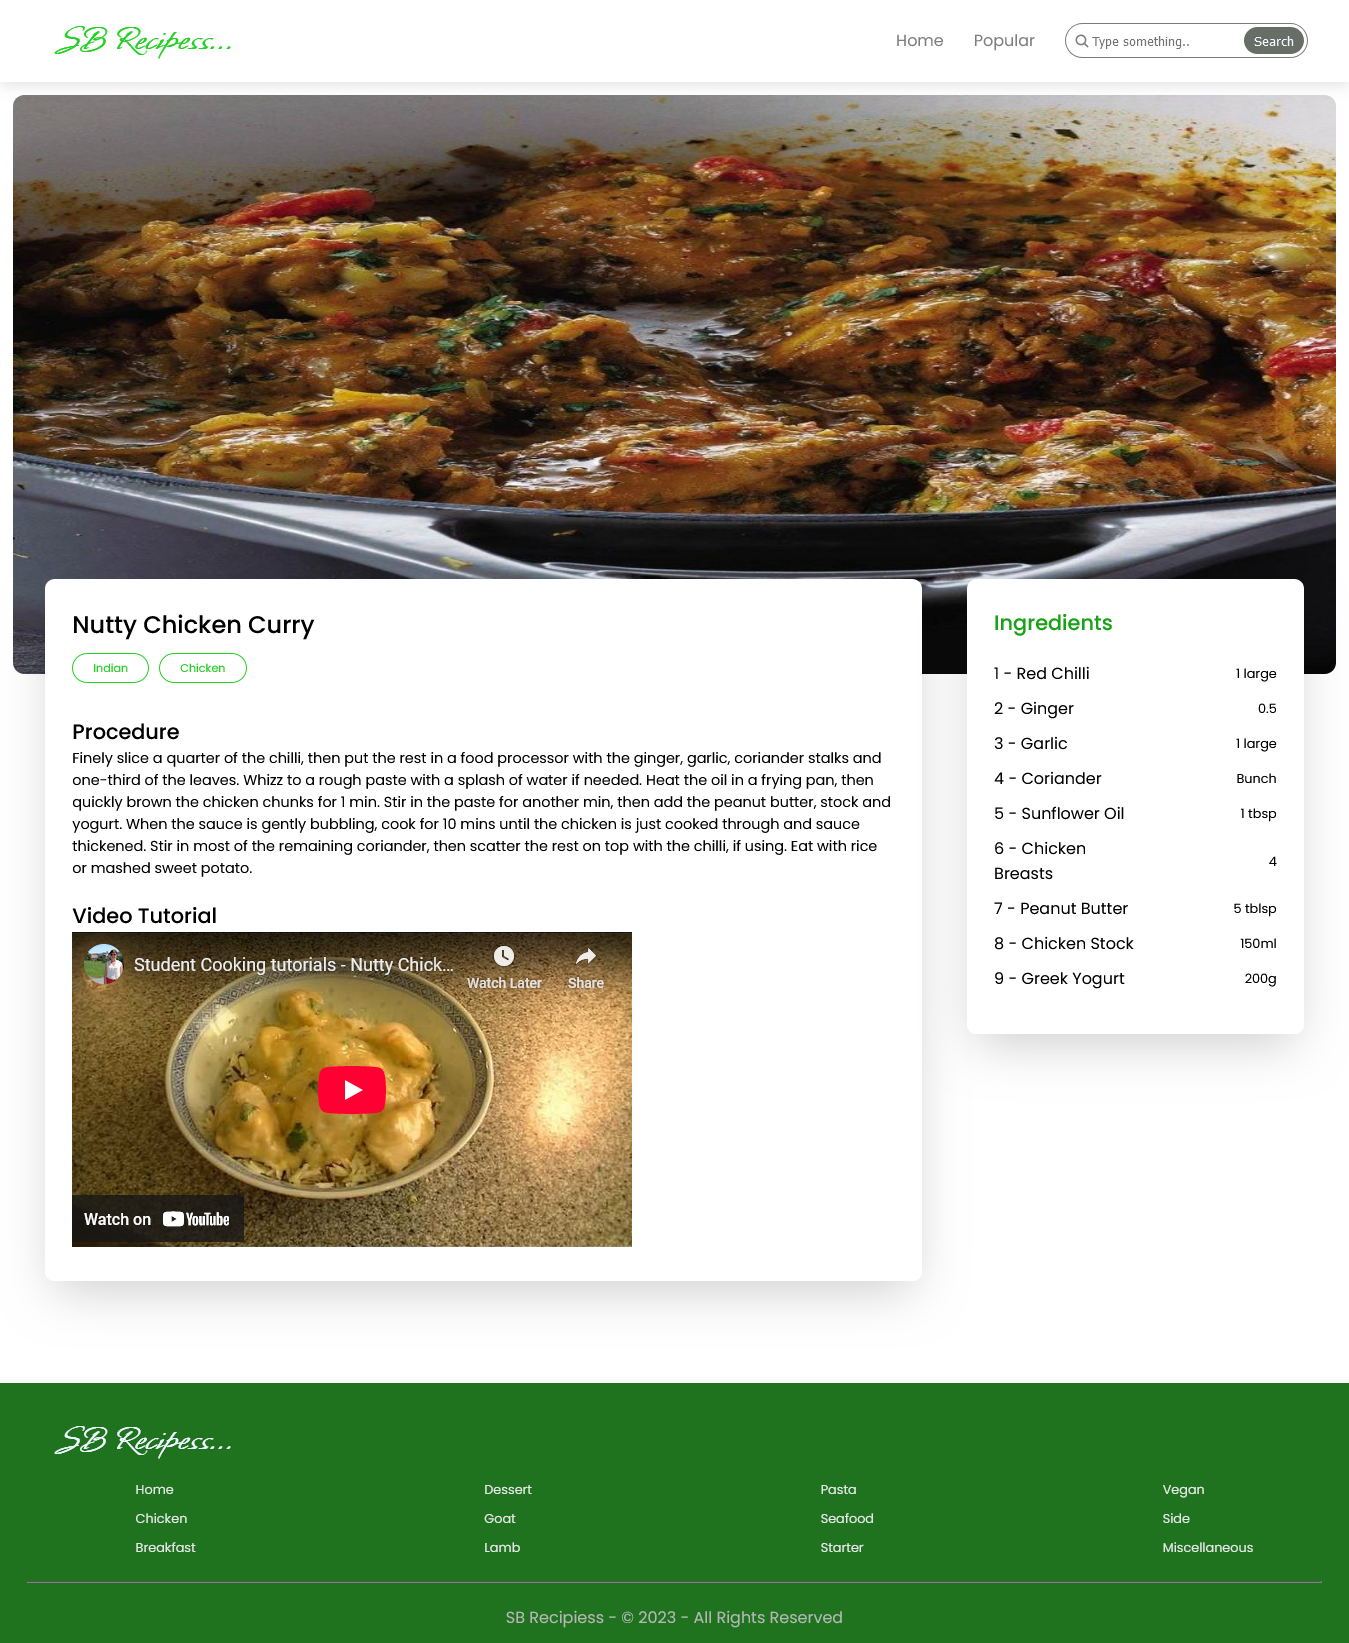 SB Recipess...
Home
Popular
Type something..
Search
Nutty Chicken Curry
Indian
Chicken
Procedure
Finely slice a quarter of the chilli, then put the rest in a food processor with the ginger, garlic, coriander stalks and
one-third of the leaves. Whizz to a rough paste with a splash of water if needed. Heat the oil in a frying pan, then
quickly brown the chicken chunks for 1 min. Stir in the paste for another min, then add the peanut butter, stock and
yogurt. When the sauce is gently bubbling, cook for 10 mins until the chicken is just cooked through and sauce
thickened. Stir in most of the remaining coriander, then scatter the rest on top with the chilli, if using. Eat with rice
or mashed sweet potato.
Video Tutorial
Student Cooking tutorials - Nutty Chick...
Watch Later
Share
Watch on YouTube
Ingredients
1 - Red Chilli 1 large
2 - Ginger 0.5
3 - Garlic 1 large
4 - Coriander Bunch
5 - Sunflower Oil 1 tbsp
6 - Chicken
Breasts 4
7 - Peanut Butter 5 tblsp
8 - Chicken Stock 150ml
9 - Greek Yogurt 200g
SB Recipess...
Home Dessert Pasta Vegan
Chicken Goat Seafood Side
Breakfast Lamb Starter Miscellaneous
SB Recipiess - © 2023 - All Rights Reserved